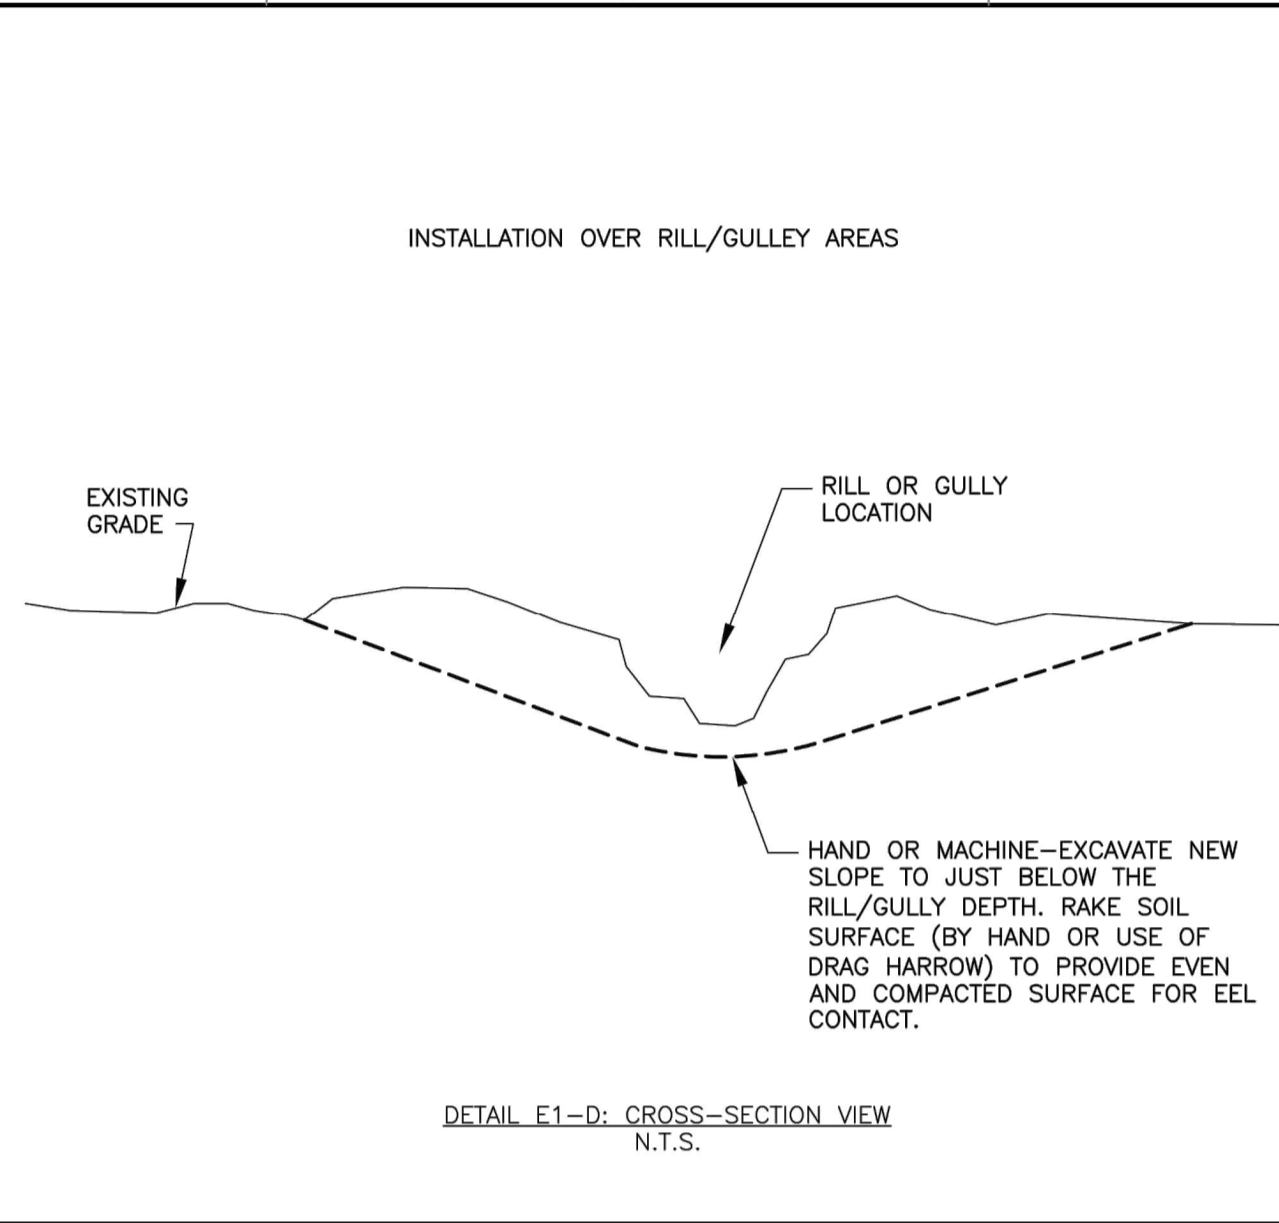 INSTALLATION OVER RILL/GULLEY AREAS
EXISTING
GRADE
RILL OR GULLY
LOCATION
HAND OR MACHINE-EXCAVATE NEW
SLOPE TO JUST BELOW THE
RILL/GULLY DEPTH. RAKE SOIL
SURFACE (BY HAND OR USE OF
DRAG HARROW) TO PROVIDE EVEN
AND COMPACTED SURFACE FOR EEL
CONTACT.
DETAIL E1-D: CROSS-SECTION VIEW
N.T.S.